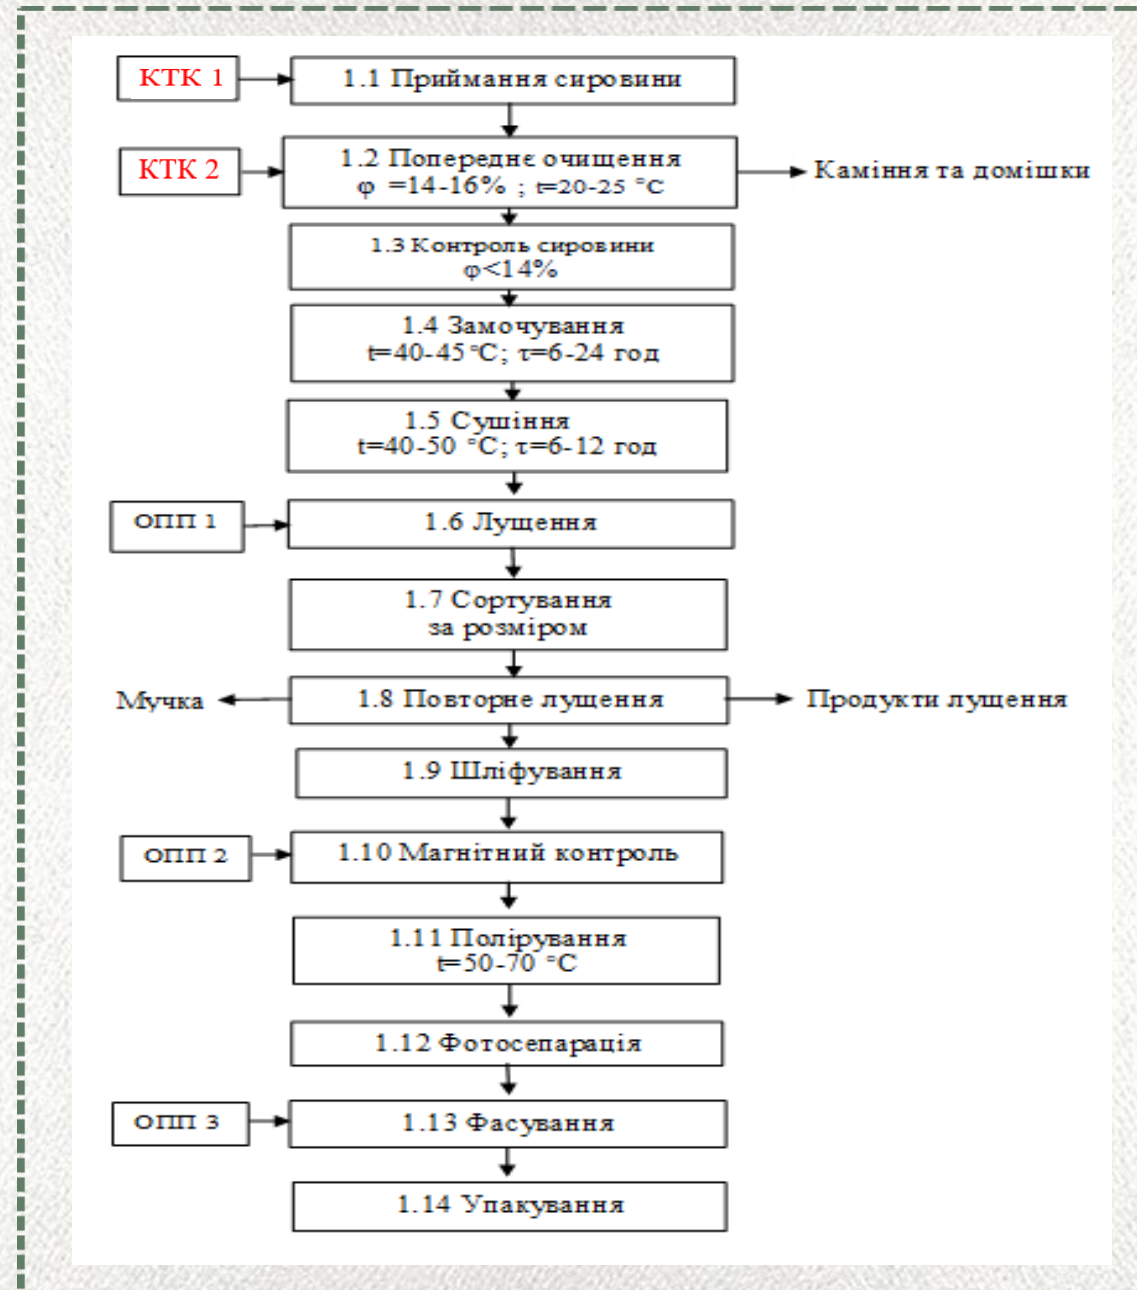 КТК 1
1.1 Приймання сировини
КТК 2
1.2 Попереднє очищення
φ =14-16% ; t=20-25 °C
Каміння та домішки
1.3 Контроль сировини
φ<14%
1.4 Замочування
t=40-45°C; τ=6-24 год
1.5 Сушіння
t=40-50 °C; τ=6-12 год
ОПП 1
1.6 Лущення
1.7 Сортування
за розміром
Мучка
1.8 Повторне лущення
Продукти лущення
1.9 Шліфування
ОПП 2
1.10 Магнітний контроль
1.11 Полірування
t=50-70 °C
1.12 Фотосепарація
ОПП 3
1.13 Фасування
1.14 Упакування